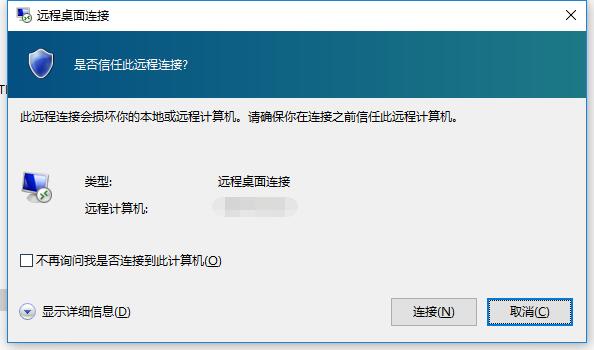 远程桌面连接
是否信任此远程连接?
此远程连接会损坏你的本地或远程计算机。请确保你在连接之前信任此远程计算机。
类型: 远程桌面连接
远程计算机:
不再询问我是否连接到此计算机(O)
显示详细信息(D) 连接(N) 取消(C)